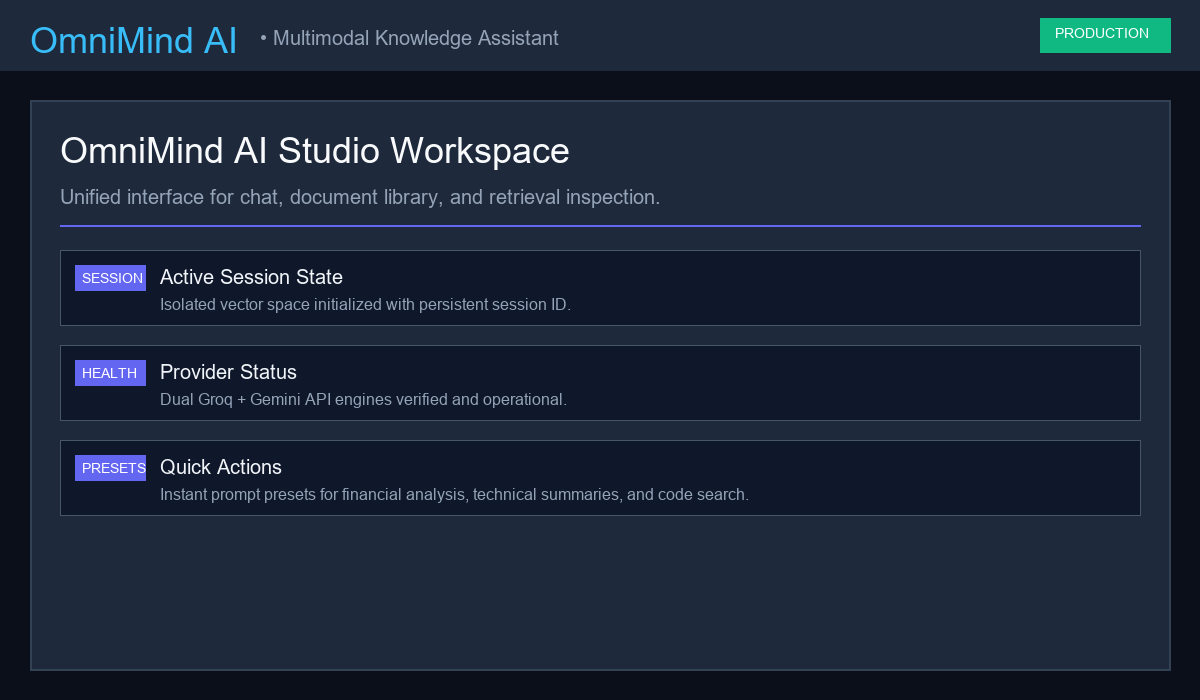 OmniMind AI • Multimodal Knowledge Assistant PRODUCTION
OmniMind AI Studio Workspace
Unified interface for chat, document library, and retrieval inspection.
SESSION Active Session State
Isolated vector space initialized with persistent session ID.
HEALTH Provider Status
Dual Groq + Gemini API engines verified and operational.
PRESETS Quick Actions
Instant prompt presets for financial analysis, technical summaries, and code search.